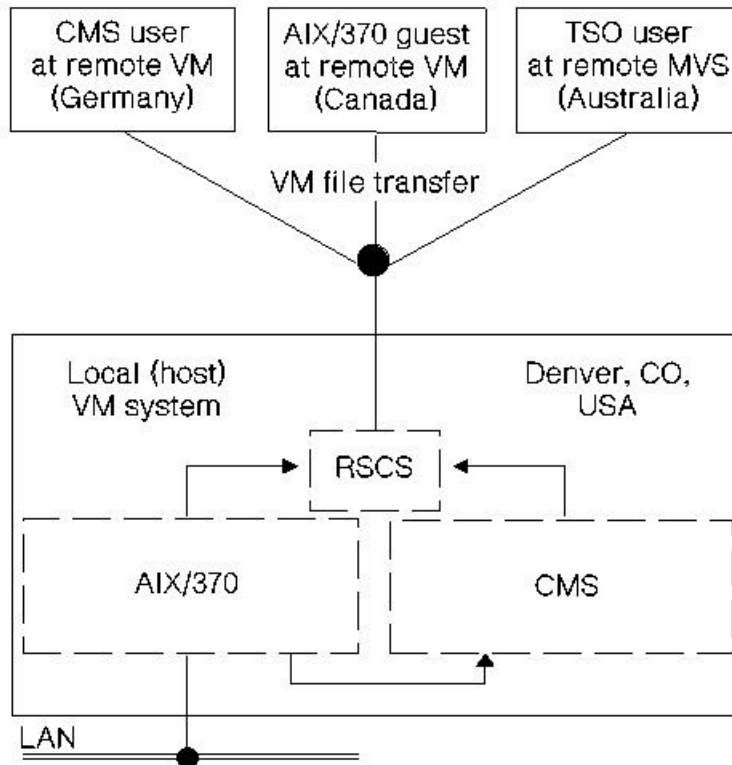 CMS user
at remote VM
(Germany)
AIX/370 guest
at remote VM
(Canada)
TSO user
at remote MVS
(Australia)
VM file transfer
Local (host)
VM system
Denver, CO,
USA
RSCS
AIX/370
CMS
LAN